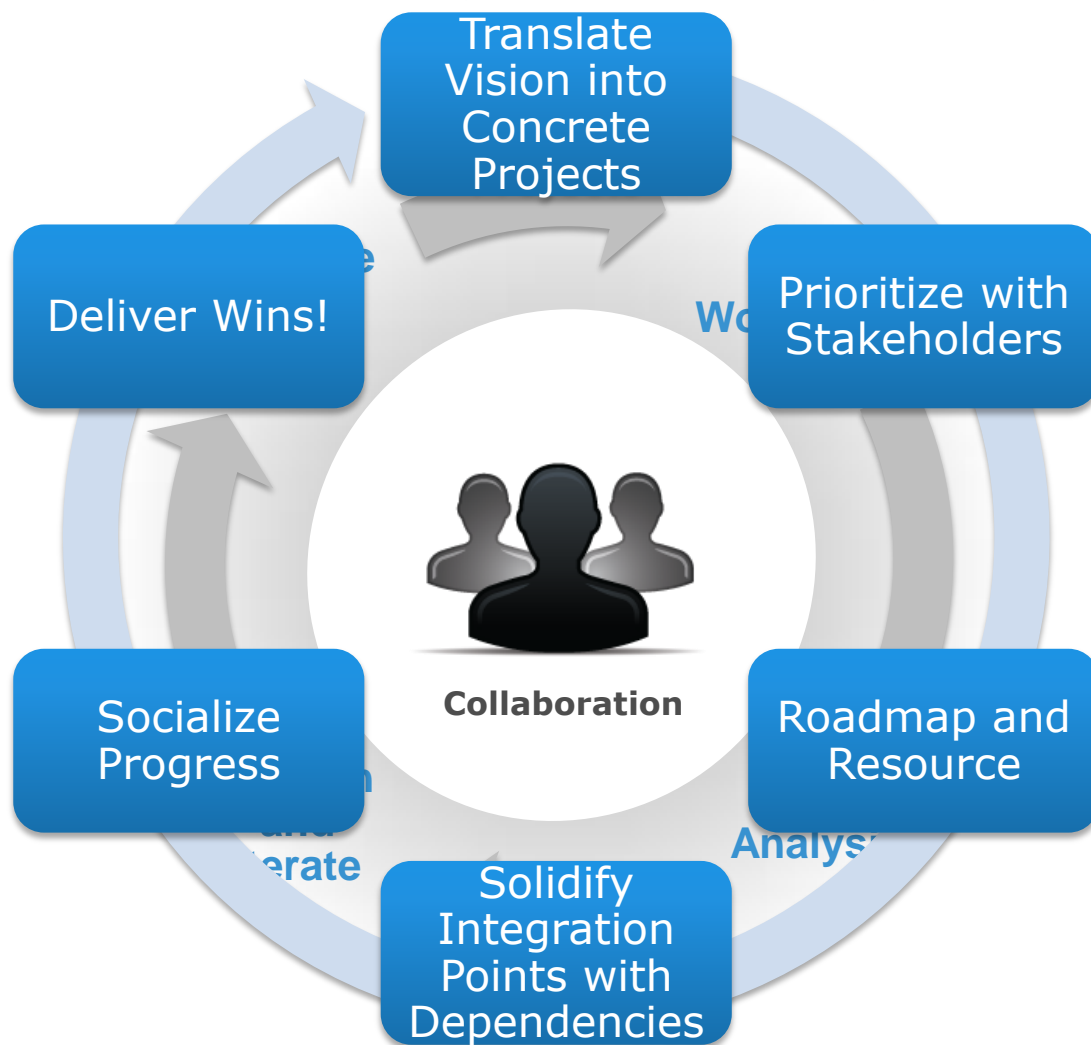 Translate
Vision into
Concrete
Projects
Deliver Wins!
Prioritize with
Stakeholders
Collaboration
Socialize
Progress
Roadmap and
Resource
and
Solidify
Integration
Points with
Dependencies